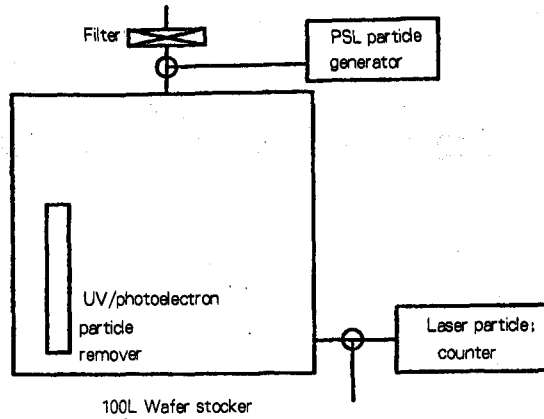 Filter
PSL particle
generator
UV/photoelectron
particle
remover
Laser particle;
counter
100L Wafer stocker